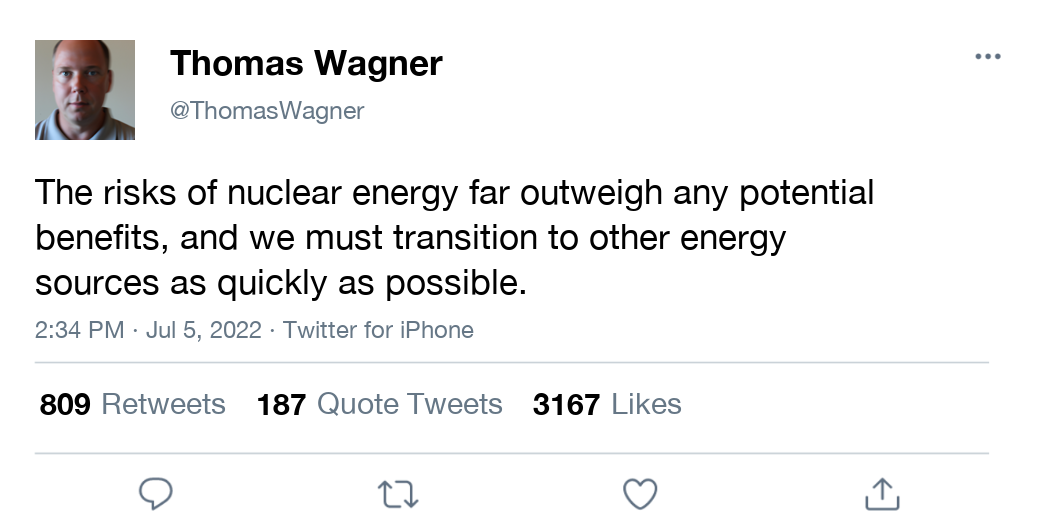 Thomas Wagner
@ThomasWagner
The risks of nuclear energy far outweigh any potential
benefits, and we must transition to other energy
sources as quickly as possible.
2:34 PM · Jul 5, 2022 · Twitter for iPhone
809 Retweets 187 Quote Tweets 3167 Likes